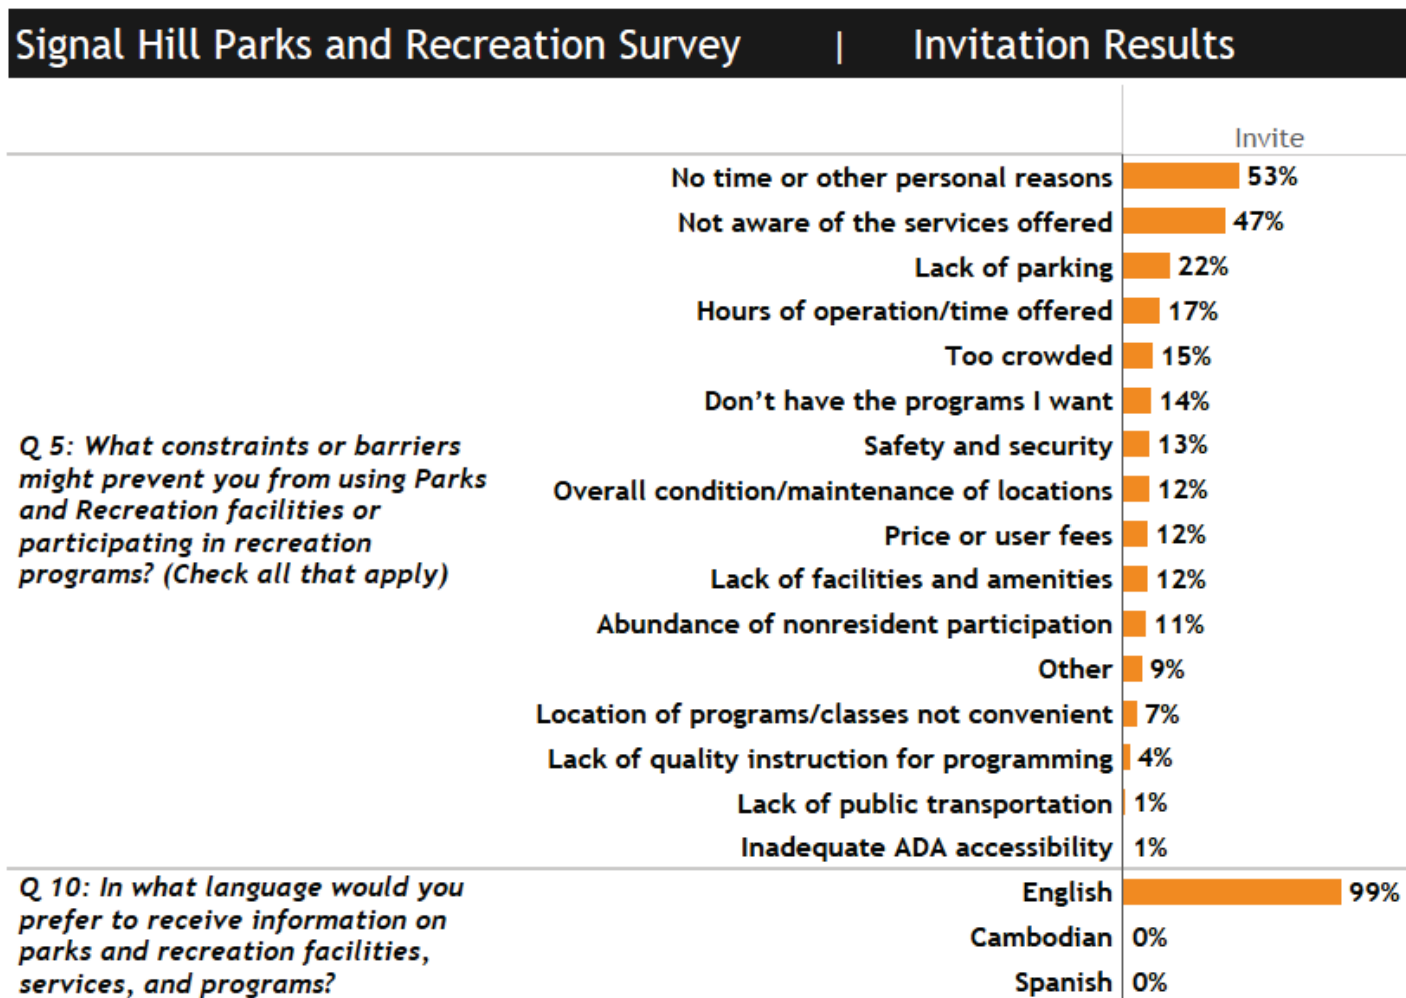 Signal Hill Parks and Recreation Survey | Invitation Results
Invite
No time or other personal reasons 53%
Not aware of the services offered 47%
Lack of parking 22%
Hours of operation/time offered 17%
Too crowded 15%
Don’t have the programs I want 14%
Q 5: What constraints or barriers
might prevent you from using Parks
and Recreation facilities or
participating in recreation
programs? (Check all that apply)
Safety and security 13%
Overall condition/maintenance of locations 12%
Price or user fees 12%
Lack of facilities and amenities 12%
Abundance of nonresident participation 11%
Other 9%
Location of programs/classes not convenient 7%
Lack of quality instruction for programming 4%
Lack of public transportation 1%
Inadequate ADA accessibility 1%
Q 10: In what language would you
prefer to receive information on
parks and recreation facilities,
services, and programs?
English 99%
Cambodian 0%
Spanish 0%